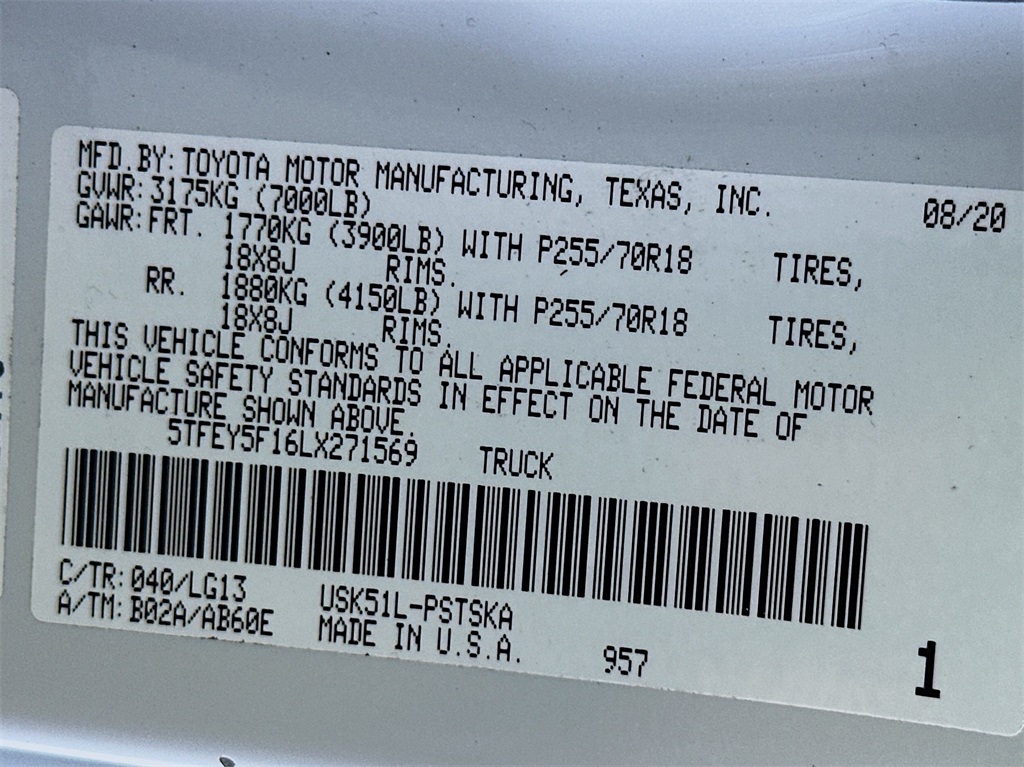 MFD.BY:TOYOTA MOTOR MANUFACTURING, TEXAS, INC. 08/20
GVWR:3175KG (7000LB)
GAWR:FRT. 1770KG (3900LB) WITH P255/70R18 TIRES,
18X8J RIMS.
RR. 1880KG (4150LB) WITH P255/70R18 TIRES,
18X8J RIMS.
THIS VEHICLE CONFORMS TO ALL APPLICABLE FEDERAL MOTOR
VEHICLE SAFETY STANDARDS IN EFFECT ON THE DATE OF
MANUFACTURE SHOWN ABOVE.
5TFEY5F16LX271569 TRUCK
C/TR:040/LG13 USK51L-PSTSKA
A/TM:B02A/AB60E MADE IN U.S.A. 957 1